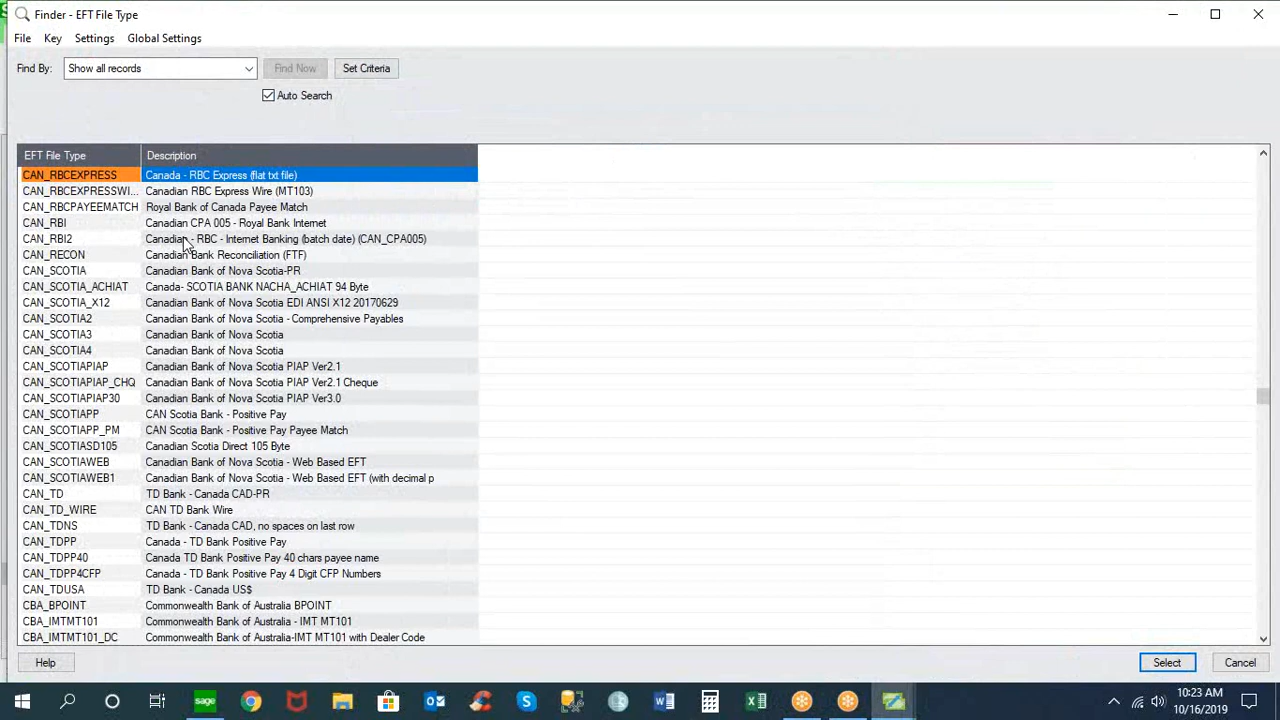 Finder - EFT File Type
File Key Settings Global Settings
Find By: Show all records Find Now Set Criteria
Auto Search
EFT File Type Description
CAN_RBCEXPRESS Canada - RBC Express (flat txt file)
CAN_RBCEXPRESSWI... Canadian RBC Express Wire (MT103)
CAN_RBCPAYEEMATCH Royal Bank of Canada Payee Match
CAN_RBI Canadian CPA 005 - Royal Bank Internet
CAN_RBI2 Canadian - RBC - Internet Banking (batch date) (CAN_CPA005)
CAN_RECON Canadian Bank Reconciliation (FTF)
CAN_SCOTIA Canadian Bank of Nova Scotia-PR
CAN_SCOTIA_ACHIAT Canada- SCOTIA BANK NACHA_ACHIAT 94 Byte
CAN_SCOTIA_X12 Canadian Bank of Nova Scotia EDI ANSI X12 20170629
CAN_SCOTIA2 Canadian Bank of Nova Scotia - Comprehensive Payables
CAN_SCOTIA3 Canadian Bank of Nova Scotia
CAN_SCOTIA4 Canadian Bank of Nova Scotia
CAN_SCOTIAPIAP Canadian Bank of Nova Scotia PIAP Ver2.1
CAN_SCOTIAPIAP_CHQ Canadian Bank of Nova Scotia PIAP Ver2.1 Cheque
CAN_SCOTIAPIAP30 Canadian Bank of Nova Scotia PIAP Ver3.0
CAN_SCOTIAPP CAN Scotia Bank - Positive Pay
CAN_SCOTIAPP_PM CAN Scotia Bank - Positive Pay Payee Match
CAN_SCOTIASD105 Canadian Scotia Direct 105 Byte
CAN_SCOTIAWEB Canadian Bank of Nova Scotia - Web Based EFT
CAN_SCOTIAWEB1 Canadian Bank of Nova Scotia - Web Based EFT (with decimal p
CAN_TD TD Bank - Canada CAD-PR
CAN_TD_WIRE CAN TD Bank Wire
CAN_TDNS TD Bank - Canada CAD, no spaces on last row
CAN_TDPP Canada - TD Bank Positive Pay
CAN_TDPP40 Canada TD Bank Positive Pay 40 chars payee name
CAN_TDPP4CFP Canada - TD Bank Positive Pay 4 Digit CFP Numbers
CAN_TDUSA TD Bank - Canada US$
CBA_BPOINT Commonwealth Bank of Australia BPOINT
CBA_IMTMT101 Commonwealth Bank of Australia - IMT MT101
CBA_IMTMT101_DC Commonwealth Bank of Australia-IMT MT101 with Dealer Code
Help Select Cancel
sage
10:23 AM
10/16/2019